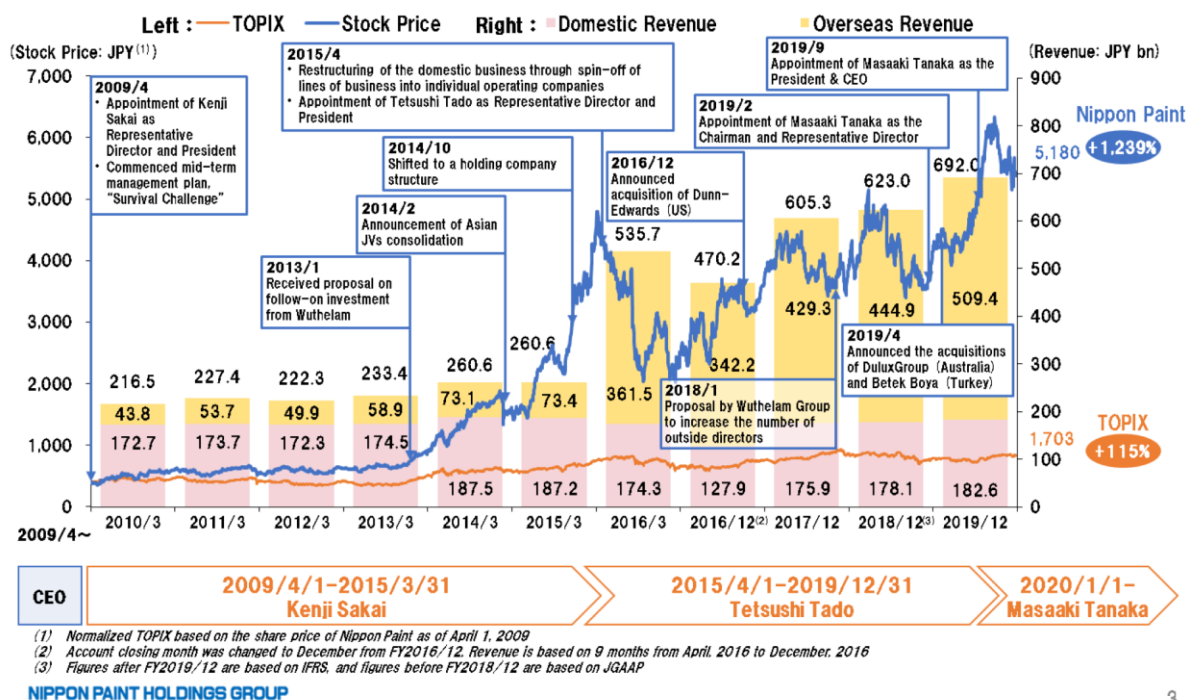 Left : TOPIX Stock Price Right : Domestic Revenue Overseas Revenue
(Stock Price: JPY(1))
(Revenue: JPY bn)
7,000
6,000
5,000
4,000
3,000
2,000
1,000
0
900
800
700
600
500
400
300
200
100
0
2009/4
• Appointment of Kenji
Sakai as
Representative
Director and President
• Commenced mid-term
management plan,
"Survival Challenge"
2013/1
Received proposal on
follow-on investment
from Wuthelam
2014/2
Announcement of Asian
JVs consolidation
2014/10
Shifted to a holding company
structure
2015/4
• Restructuring of the domestic business through spin-off of
lines of business into individual operating companies
• Appointment of Tetsushi Tado as Representative Director and
President
2016/12
Announced
acquisition of Dunn-
Edwards (US)
2018/1
Proposal by Wuthelam Group
to increase the number of
outside directors
2019/2
Appointment of Masaaki Tanaka as the
Chairman and Representative Director
2019/4
Announced the acquisitions
of DuluxGroup (Australia)
and Betek Boya (Turkey)
2019/9
Appointment of Masaaki Tanaka as the
President & CEO
Nippon Paint
5,180 +1,239%
TOPIX
1,703 +115%
216.5 227.4 222.3 233.4 260.6 260.6 535.7 470.2 605.3 623.0 692.0
43.8 53.7 49.9 58.9 73.1 73.4 361.5 342.2 429.3 444.9 509.4
172.7 173.7 172.3 174.5 187.5 187.2 174.3 127.9 175.9 178.1 182.6
2010/3 2011/3 2012/3 2013/3 2014/3 2015/3 2016/3 2016/12(2) 2017/12 2018/12(3) 2019/12
2009/4～
CEO
2009/4/1-2015/3/31
Kenji Sakai
2015/4/1-2019/12/31
Tetsushi Tado
2020/1/1-
Masaaki Tanaka
(1) Normalized TOPIX based on the share price of Nippon Paint as of April 1, 2009
(2) Account closing month was changed to December from FY2016/12. Revenue is based on 9 months from April, 2016 to December, 2016
(3) Figures after FY2019/12 are based on IFRS, and figures before FY2018/12 are based on JGAAP
NIPPON PAINT HOLDINGS GROUP
3